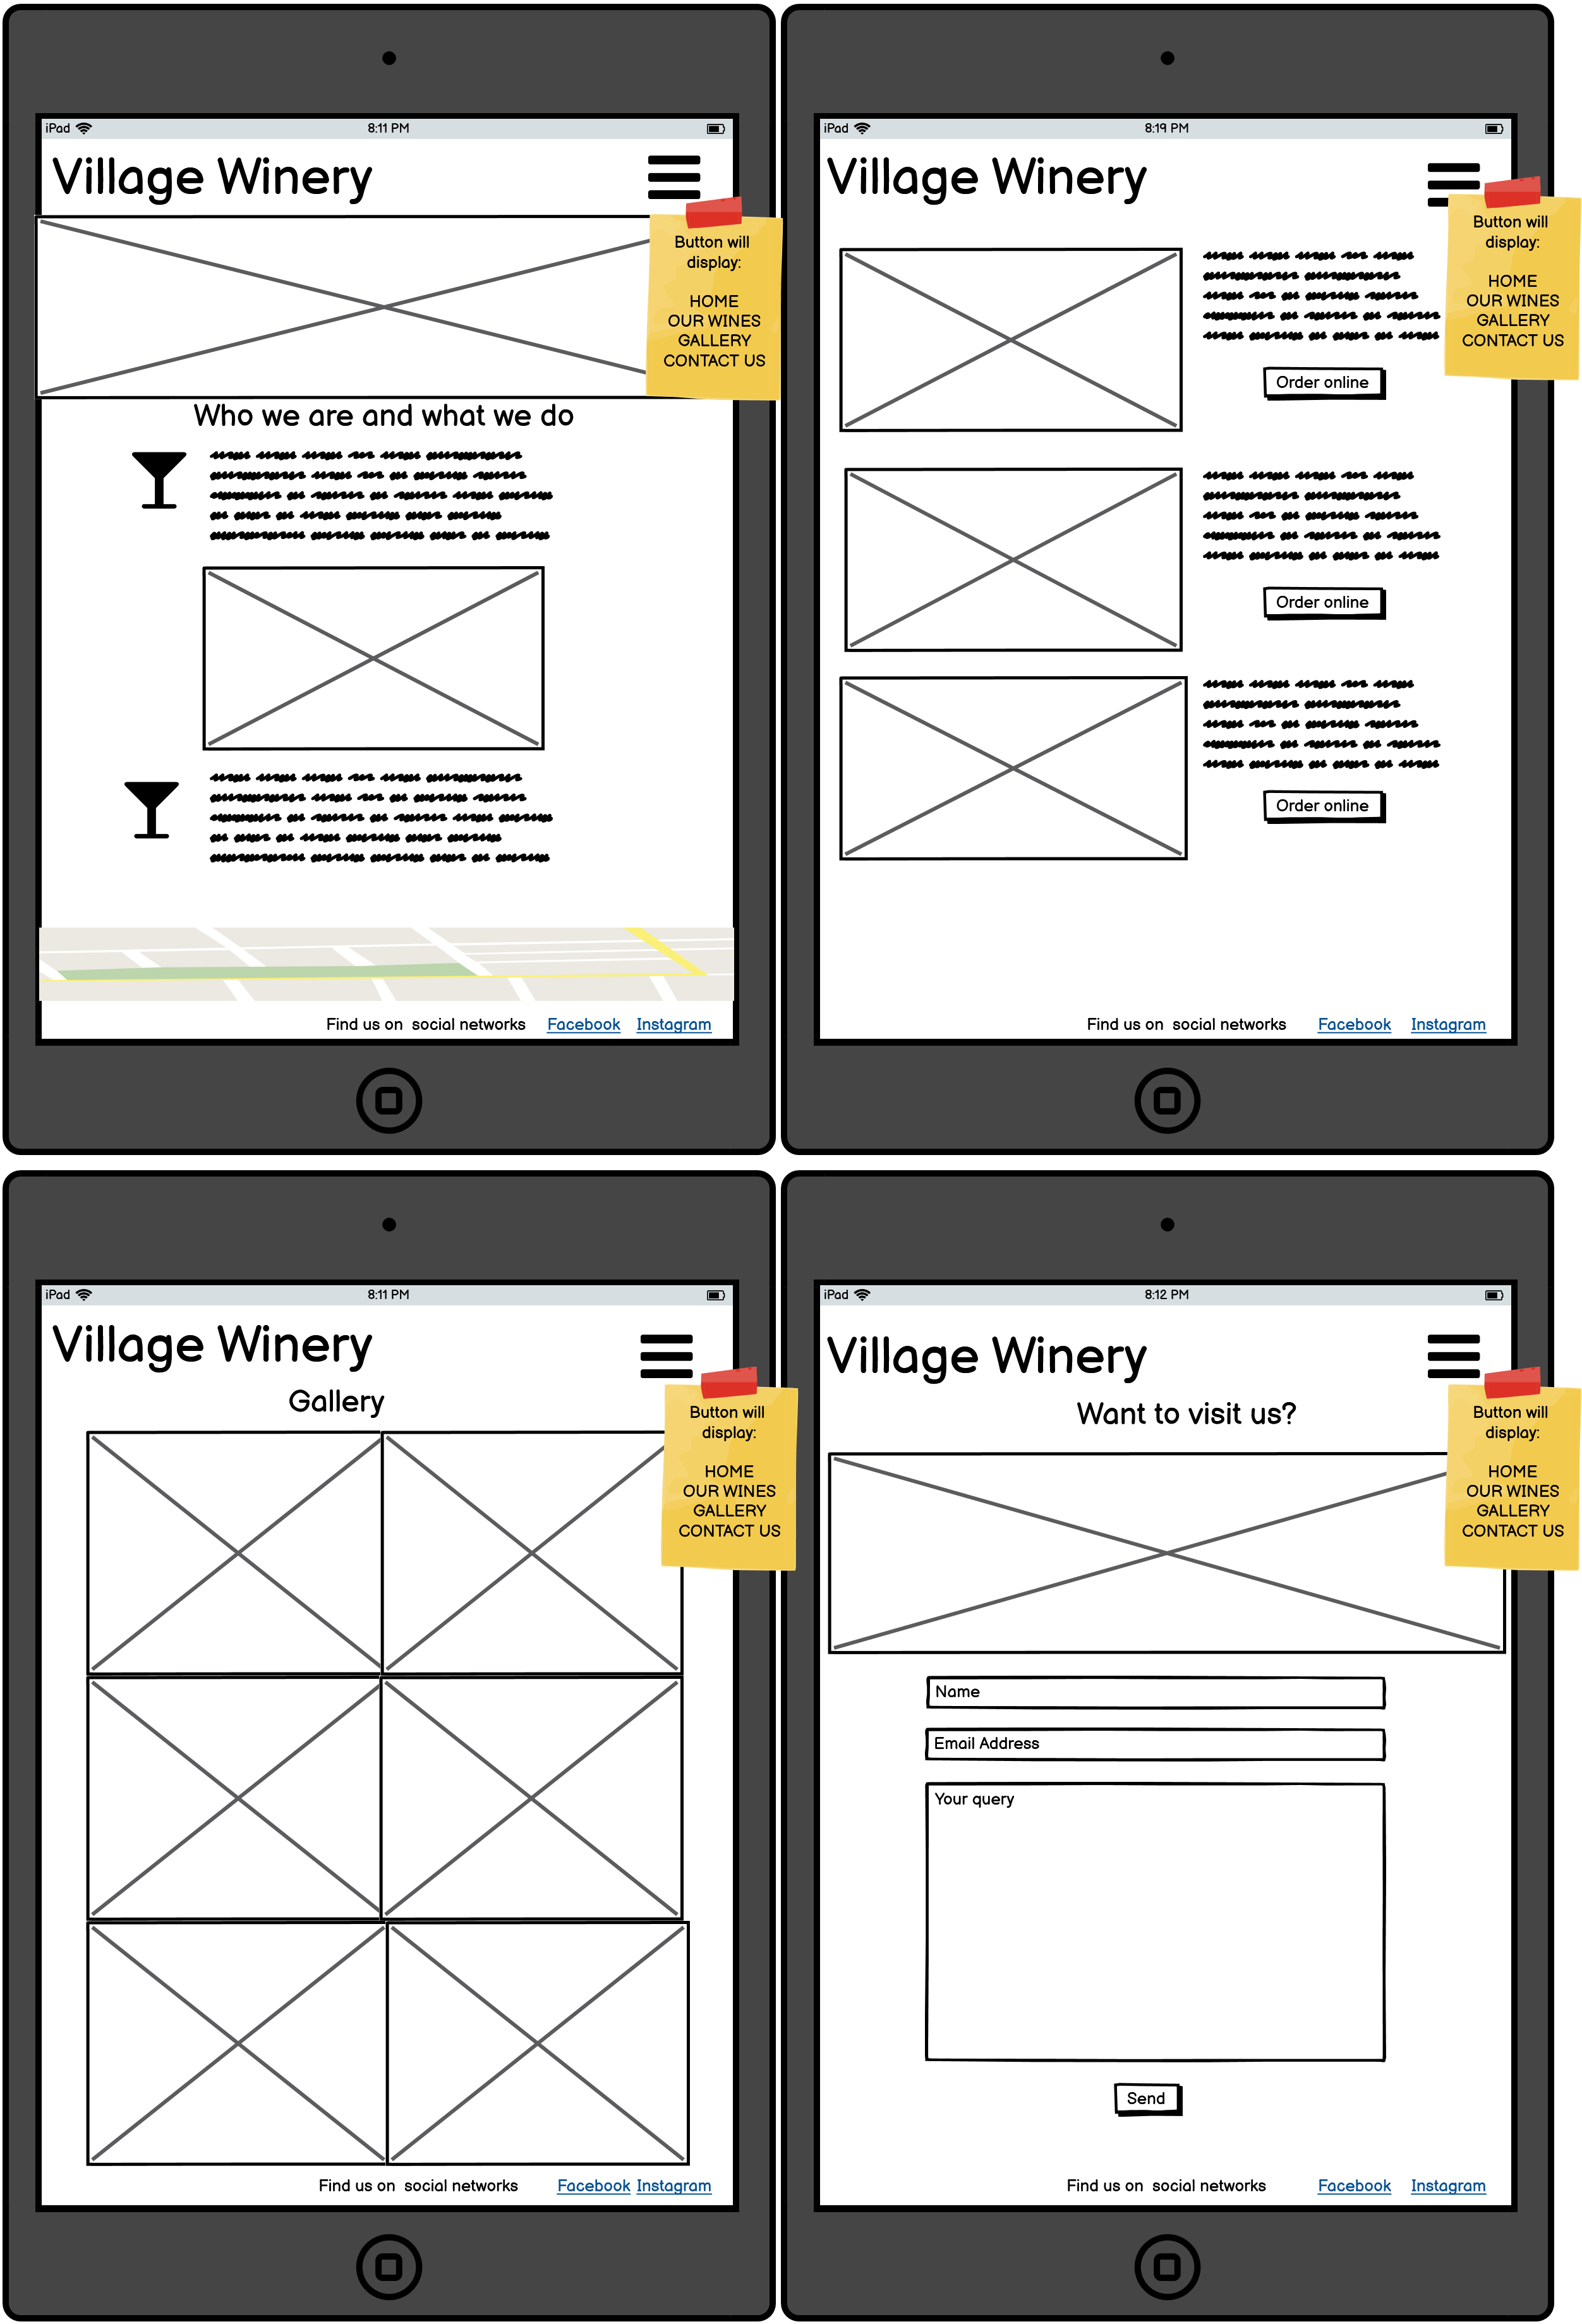 iPad 8:11 PM
Village Winery
Button will
display:
HOME
OUR WINES
GALLERY
CONTACT US
Who we are and what we do
Find us on social networks Facebook Instagram
iPad 8:19 PM
Village Winery
Button will
display:
HOME
OUR WINES
GALLERY
CONTACT US
Order online
Order online
Order online
Find us on social networks Facebook Instagram
iPad 8:11 PM
Village Winery
Gallery
Button will
display:
HOME
OUR WINES
GALLERY
CONTACT US
Find us on social networks Facebook Instagram
iPad 8:12 PM
Village Winery
Want to visit us?
Button will
display:
HOME
OUR WINES
GALLERY
CONTACT US
Name
Email Address
Your query
Send
Find us on social networks Facebook Instagram